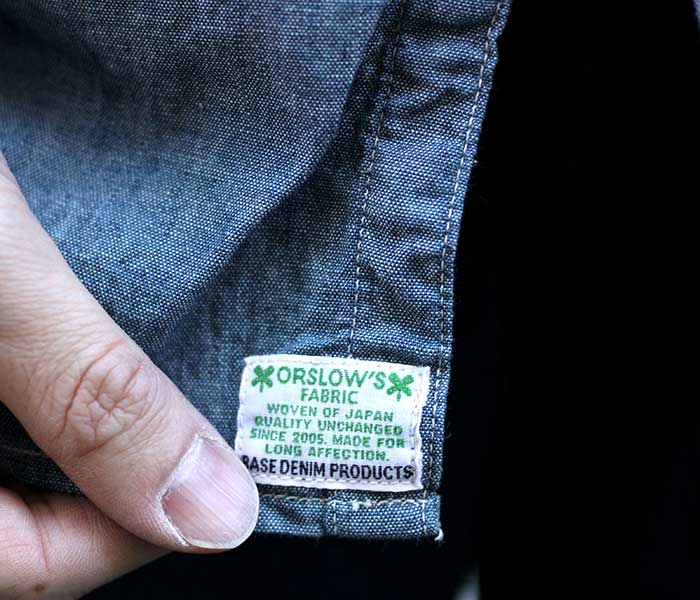 ORSLOW'S
FABRIC
WOVEN OF JAPAN
QUALITY UNCHANGED
SINCE 2005. MADE FOR
LONG AFFECTION.
BASE DENIM PRODUCTS